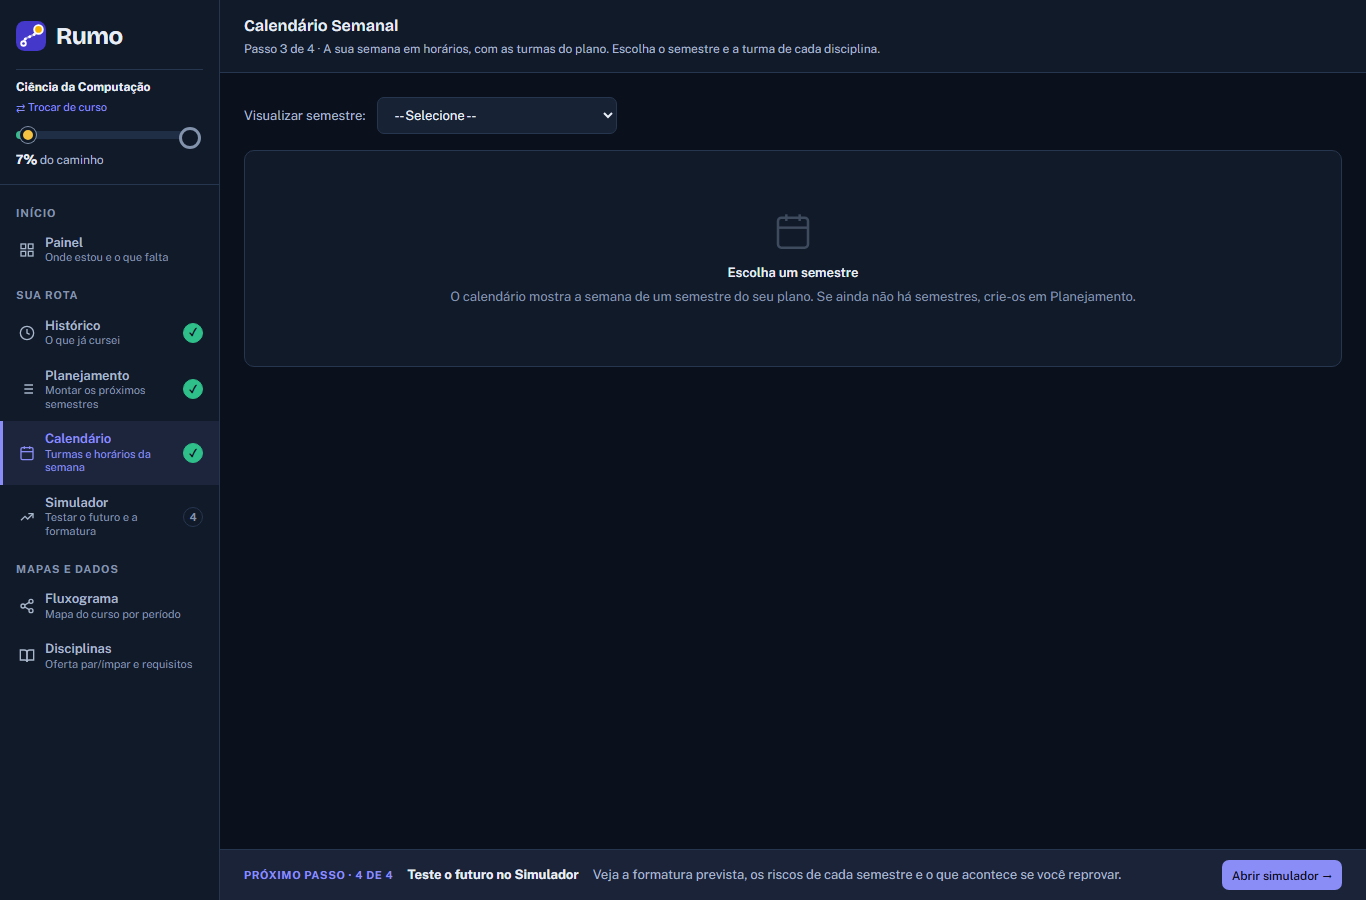 Rumo
Ciência da Computação
⇄ Trocar de curso
7% do caminho
INÍCIO
Painel
Onde estou e o que falta
SUA ROTA
Histórico
O que já cursei
✓
Planejamento
Montar os próximos
semestres
✓
Calendário
Turmas e horários da
semana
✓
Simulador
Testar o futuro e a
formatura
4
MAPAS E DADOS
Fluxograma
Mapa do curso por período
Disciplinas
Oferta par/ímpar e requisitos
Calendário Semanal
Passo 3 de 4 · A sua semana em horários, com as turmas do plano. Escolha o semestre e a turma de cada disciplina.
Visualizar semestre: --Selecione--
Escolha um semestre
O calendário mostra a semana de um semestre do seu plano. Se ainda não há semestres, crie-os em Planejamento.
PRÓXIMO PASSO · 4 DE 4 Teste o futuro no Simulador Veja a formatura prevista, os riscos de cada semestre e o que acontece se você reprovar. Abrir simulador →